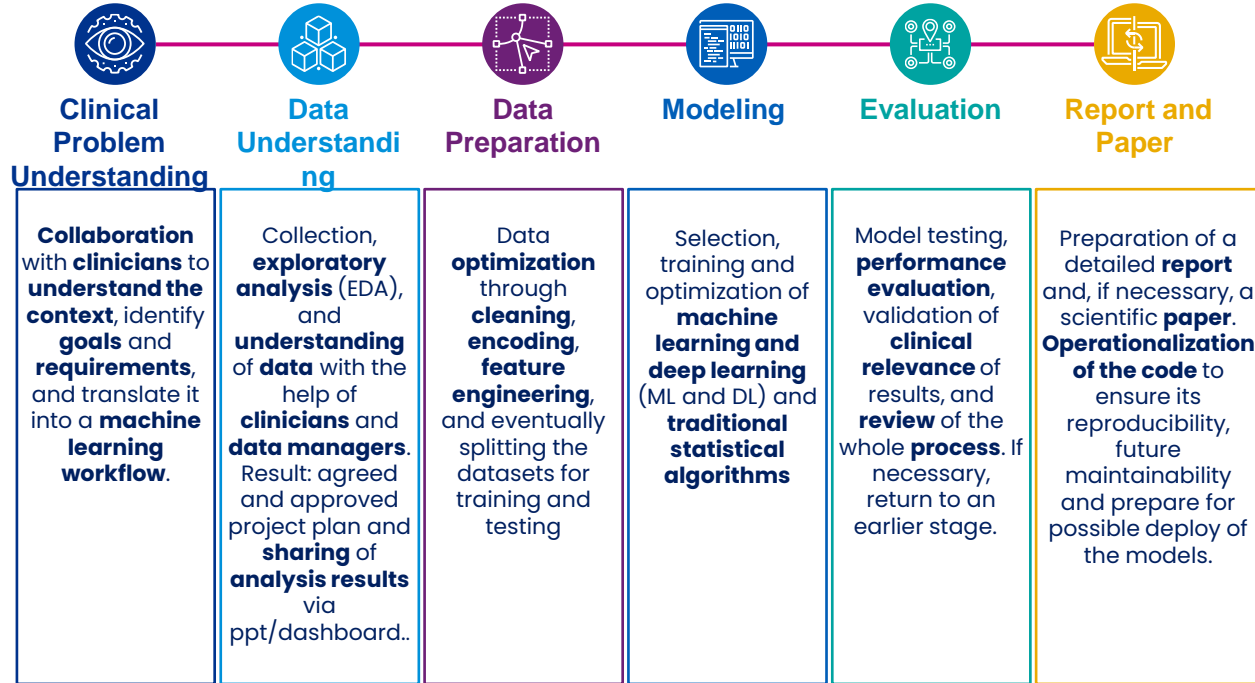 Clinical
Problem
Understanding
Data
Understandi
ng
Data
Preparation
Modeling
Evaluation
Report and
Paper
Collaboration
with clinicians to
understand the
context, identify
goals and
requirements,
and translate it
into a machine
learning
workflow.
Collection,
exploratory
analysis (EDA),
and
understanding
of data with the
help of
clinicians and
data managers.
Result: agreed
and approved
project plan and
sharing of
analysis results
via
ppt/dashboard..
Data
optimization
through
cleaning,
encoding,
feature
engineering,
and eventually
splitting the
datasets for
training and
testing
Selection,
training and
optimization of
machine
learning and
deep learning
(ML and DL) and
traditional
statistical
algorithms
Model testing,
performance
evaluation,
validation of
clinical
relevance of
results, and
review of the
whole process. If
necessary,
return to an
earlier stage.
Preparation of a
detailed report
and, if necessary, a
scientific paper.
Operationalization
of the code to
ensure its
reproducibility,
future
maintainability
and prepare for
possible deploy of
the models.